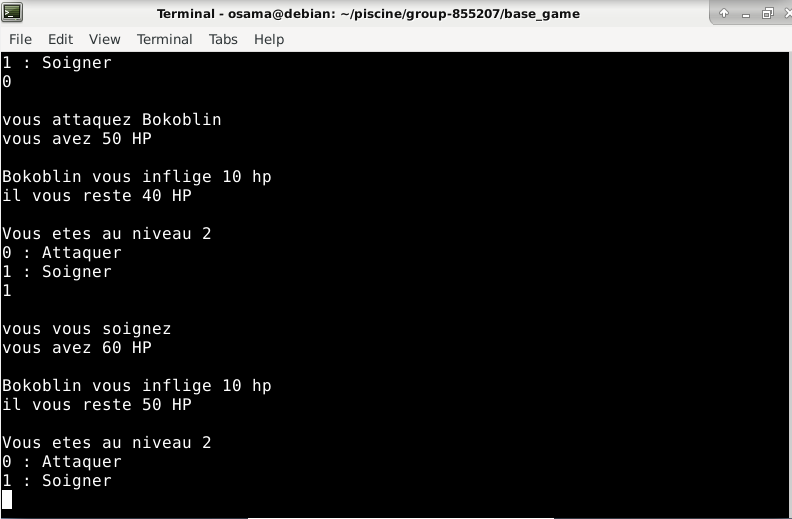 Terminal - osama@debian: ~/piscine/group-855207/base_game
File Edit View Terminal Tabs Help
1 : Soigner
0
vous attaquez Bokoblin
vous avez 50 HP
Bokoblin vous inflige 10 hp
il vous reste 40 HP
Vous etes au niveau 2
0 : Attaquer
1 : Soigner
1
vous vous soignez
vous avez 60 HP
Bokoblin vous inflige 10 hp
il vous reste 50 HP
Vous etes au niveau 2
0 : Attaquer
1 : Soigner